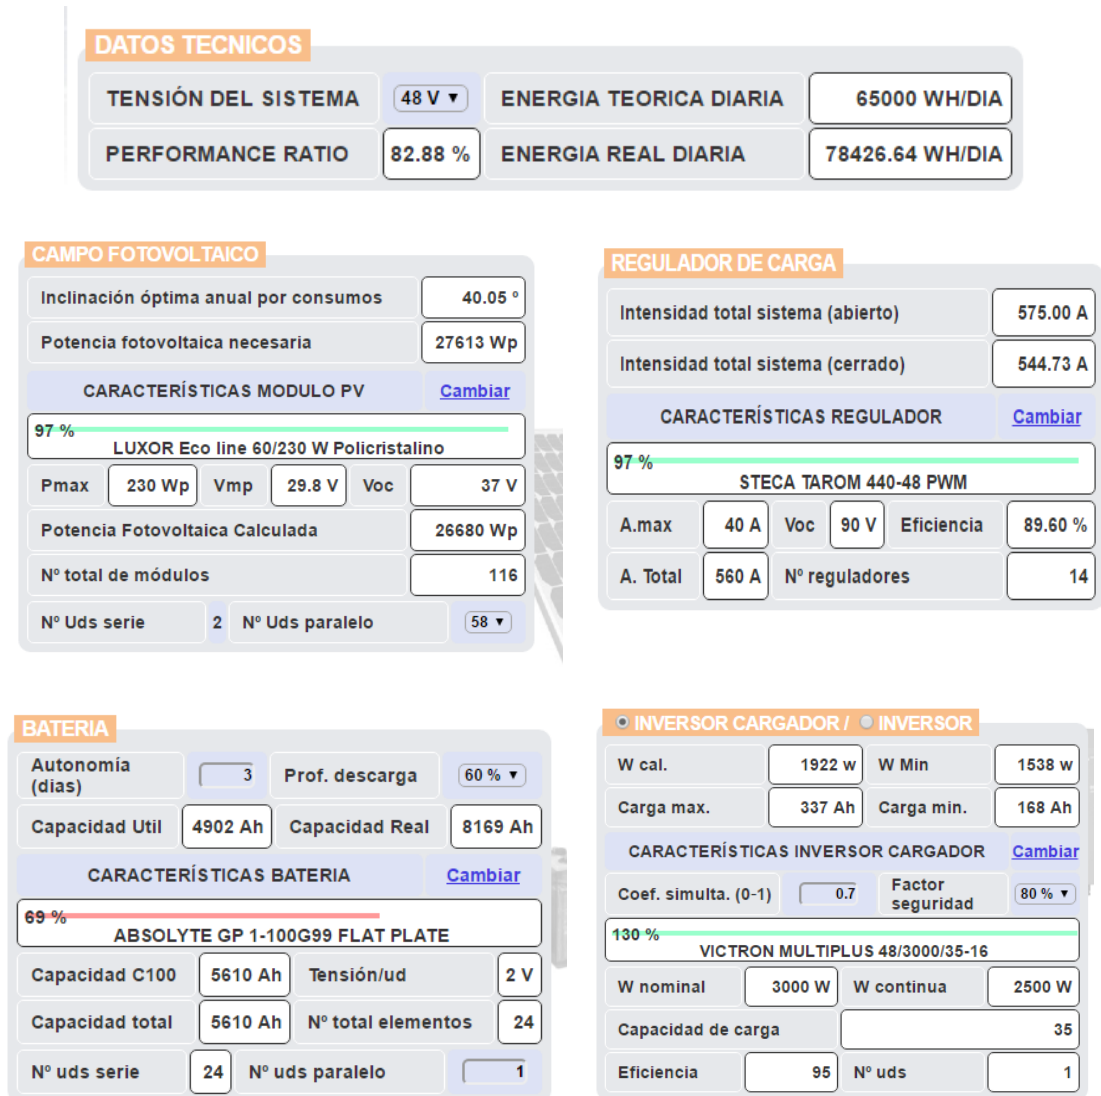 DATOS TECNICOS
TENSIÓN DEL SISTEMA 48 V ▼ ENERGIA TEORICA DIARIA 65000 WH/DIA
PERFORMANCE RATIO 82.88 % ENERGIA REAL DIARIA 78426.64 WH/DIA
CAMPO FOTOVOLTAICO
Inclinación óptima anual por consumos 40.05 º
Potencia fotovoltaica necesaria 27613 Wp
CARACTERÍSTICAS MODULO PV Cambiar
97 %
LUXOR Eco line 60/230 W Policristalino
Pmax 230 Wp Vmp 29.8 V Voc 37 V
Potencia Fotovoltaica Calculada 26680 Wp
Nº total de módulos 116
Nº Uds serie 2 Nº Uds paralelo 58 ▼
REGULADOR DE CARGA
Intensidad total sistema (abierto) 575.00 A
Intensidad total sistema (cerrado) 544.73 A
CARACTERÍSTICAS REGULADOR Cambiar
97 %
STECA TAROM 440-48 PWM
A.max 40 A Voc 90 V Eficiencia 89.60 %
A. Total 560 A Nº reguladores 14
BATERIA
Autonomía
(dias) 3 Prof. descarga 60 % ▼
Capacidad Util 4902 Ah Capacidad Real 8169 Ah
CARACTERÍSTICAS BATERIA Cambiar
69 %
ABSOLYTE GP 1-100G99 FLAT PLATE
Capacidad C100 5610 Ah Tensión/ud 2 V
Capacidad total 5610 Ah Nº total elementos 24
Nº uds serie 24 Nº uds paralelo 1
INVERSOR CARGADOR / INVERSOR
W cal. 1922 w W Min 1538 w
Carga max. 337 Ah Carga min. 168 Ah
CARACTERÍSTICAS INVERSOR CARGADOR Cambiar
Coef. simulta. (0-1) 0.7 Factor
seguridad 80 % ▼
130 %
VICTRON MULTIPLUS 48/3000/35-16
W nominal 3000 W W continua 2500 W
Capacidad de carga 35
Eficiencia 95 Nº uds 1